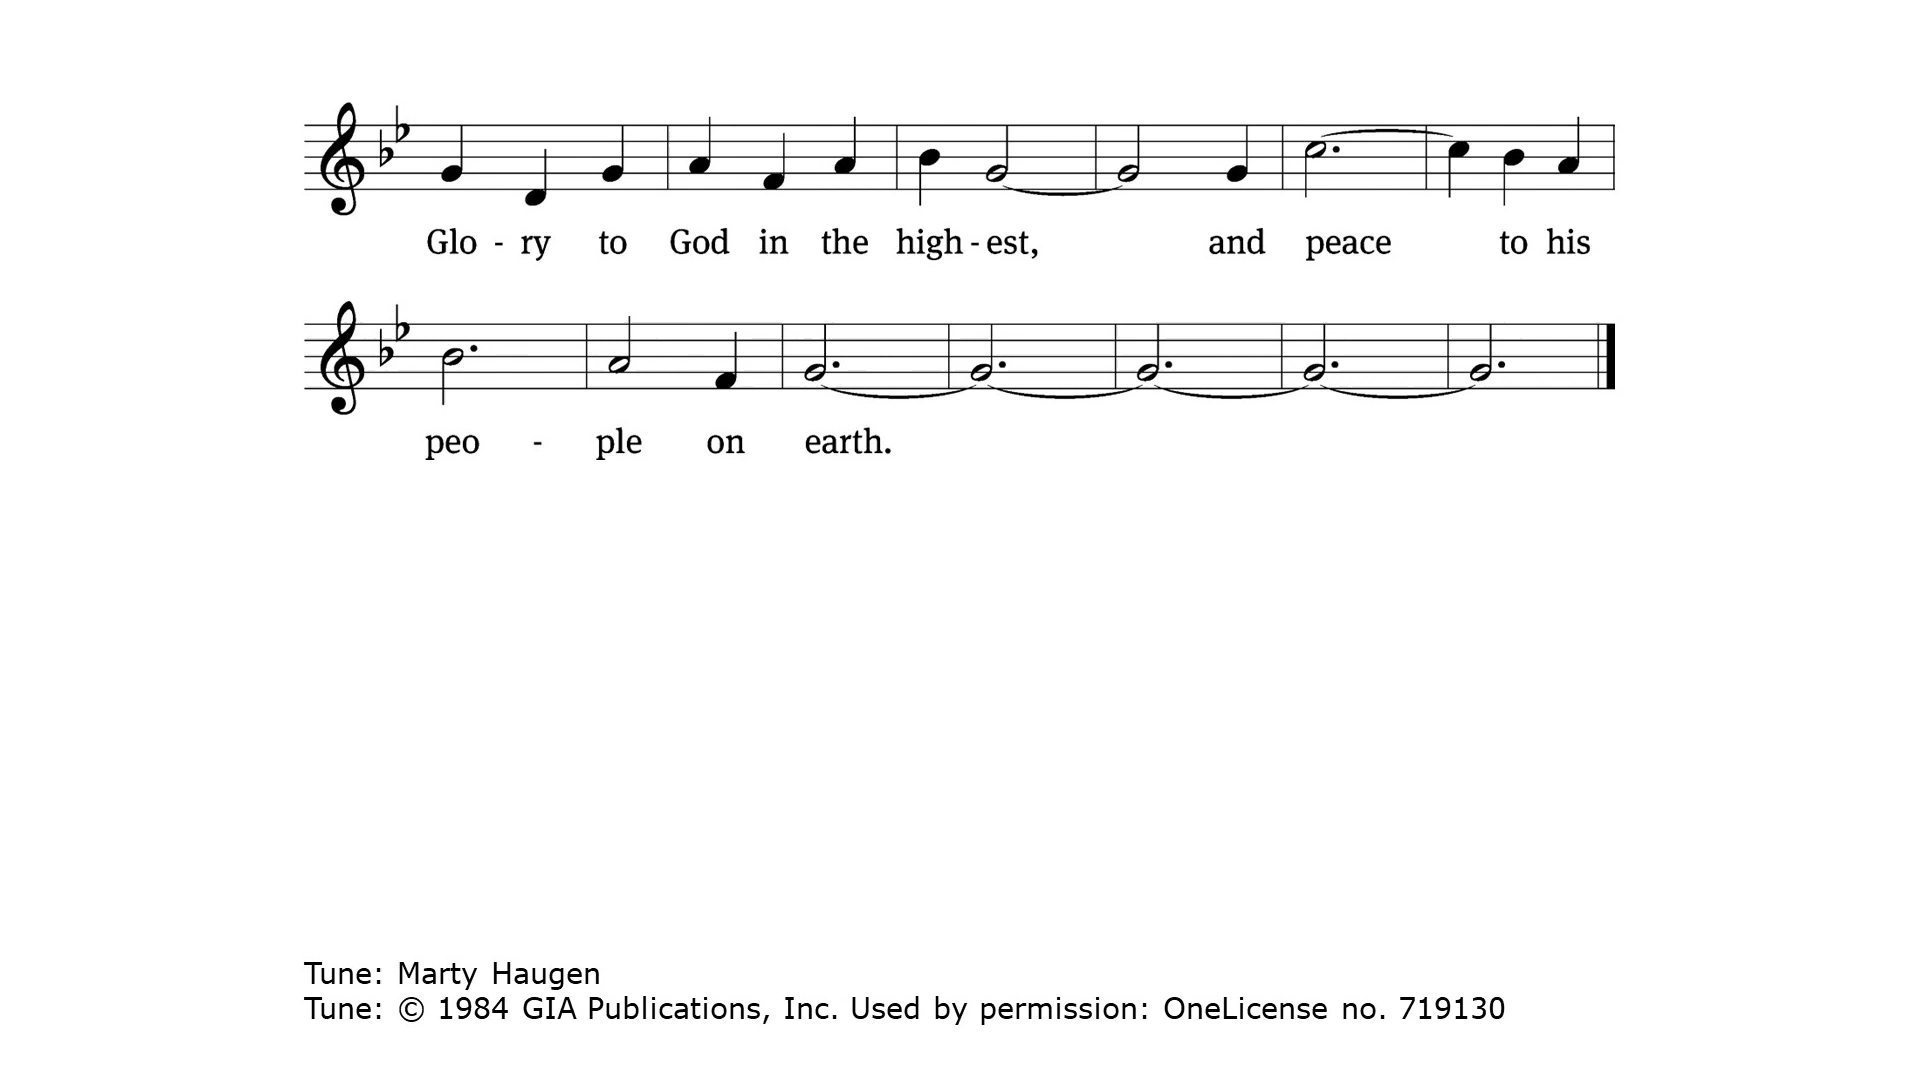 Glo - ry to God in the high - est, and peace to his
peo - ple on earth.
Tune: Marty Haugen
Tune: © 1984 GIA Publications, Inc. Used by permission: OneLicense no. 719130